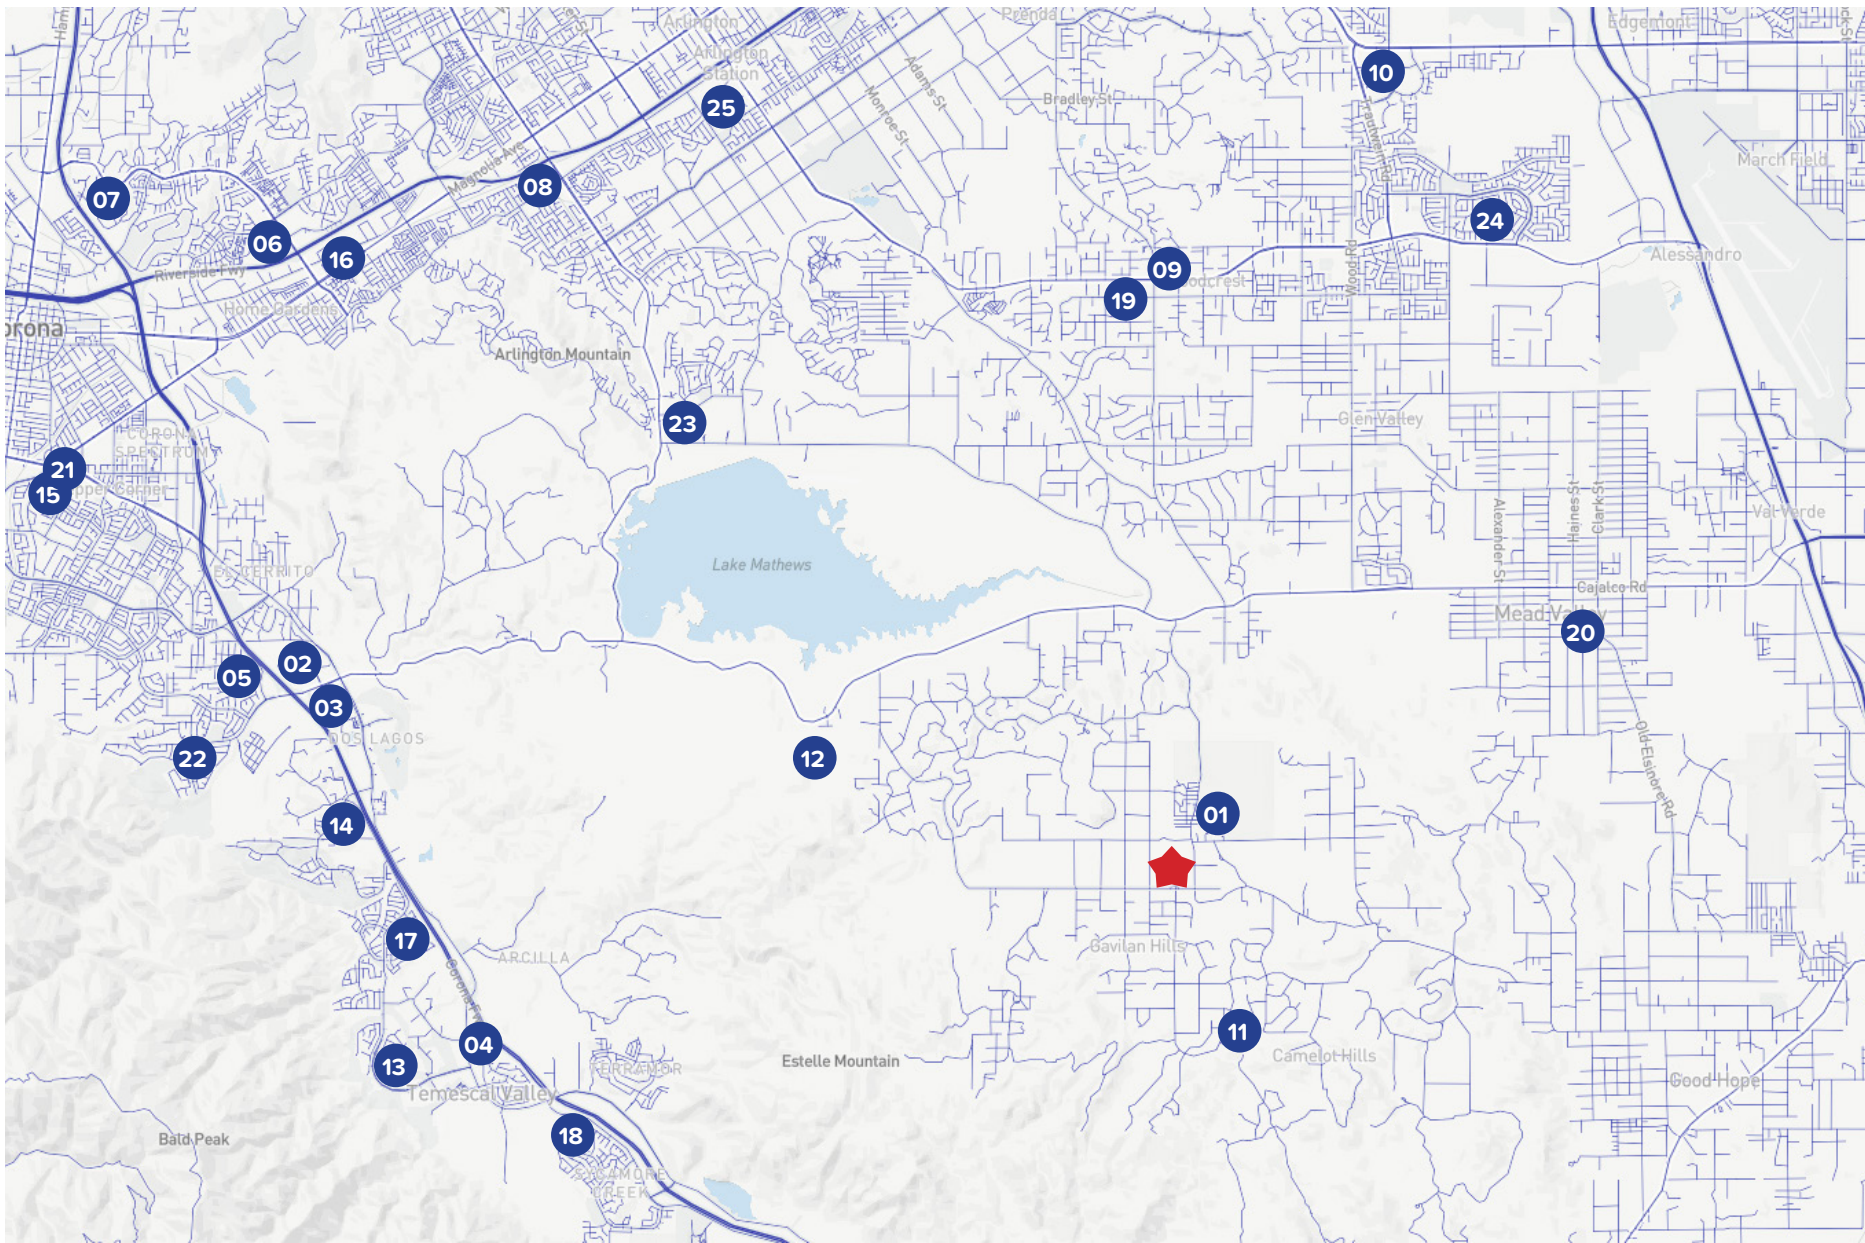 Arlington
Prenda
Edgemont
Arlington
Station
10
Adams St
25
Bradley St
Monroe St
Trautwein Rd
March Field
Magnolia Ave
08
07
24
06
16
Wood Rd
Alessandro
Riverside Fwy
09
19
Home Gardens
Arlington Mountain
23
Glen Valley
CORONA
SPECTRUM
21
15
Alexander St
Haines St
Clark St
Val Verde
Lake Mathews
EL CERRITO
Cajalco Rd
Mead Valley
20
02
05
03
DOS LAGOS
22
12
Old Elsinore Rd
01
14
17
Gavilan Hills
ARCILLA
11
04
Estelle Mountain
Camelot Hills
13
TERRAMOR
Good Hope
Temescal Valley
18
Bald Peak
SYCAMORE
CREEK